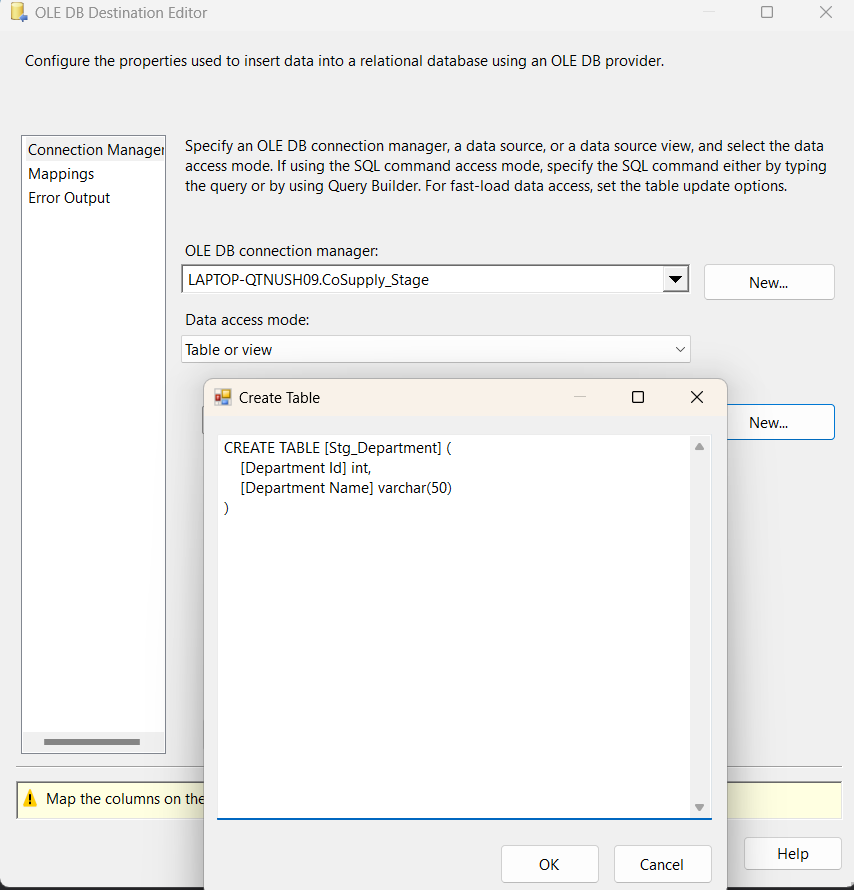 OLE DB Destination Editor
Configure the properties used to insert data into a relational database using an OLE DB provider.
Connection Manager
Mappings
Error Output
Specify an OLE DB connection manager, a data source, or a data source view, and select the data
access mode. If using the SQL command access mode, specify the SQL command either by typing
the query or by using Query Builder. For fast-load data access, set the table update options.
OLE DB connection manager:
LAPTOP-QTNUSH09.CoSupply_Stage
New...
Data access mode:
Table or view
Create Table
New...
CREATE TABLE [Stg_Department] (
    [Department Id] int,
    [Department Name] varchar(50)
)
Map the columns on the
OK
Cancel
Help